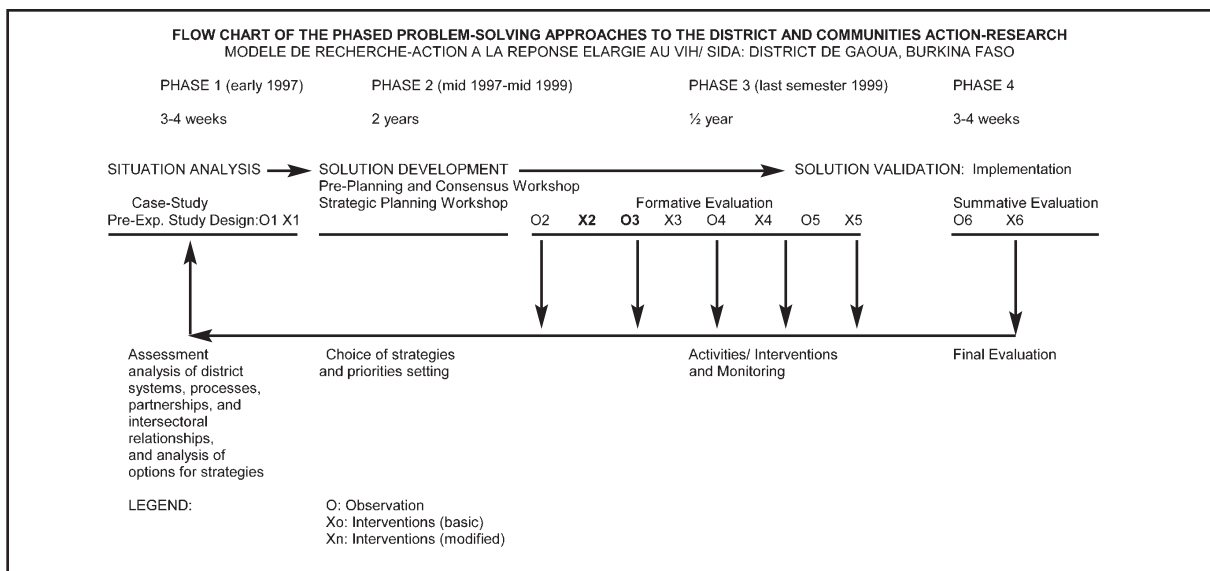 FLOW CHART OF THE PHASED PROBLEM-SOLVING APPROACHES TO THE DISTRICT AND COMMUNITIES ACTION-RESEARCH
MODELE DE RECHERCHE-ACTION A LA REPONSE ELARGIE AU VIH/ SIDA: DISTRICT DE GAOUA, BURKINA FASO
PHASE 1 (early 1997) PHASE 2 (mid 1997-mid 1999) PHASE 3 (last semester 1999) PHASE 4
3-4 weeks 2 years ½ year 3-4 weeks
SITUATION ANALYSIS SOLUTION DEVELOPMENT SOLUTION VALIDATION: Implementation
Pre-Planning and Consensus Workshop
Case-Study Strategic Planning Workshop Formative Evaluation Summative Evaluation
Pre-Exp. Study Design:O1 X1 O2 X2 O3 X3 O4 X4 O5 X5 O6 X6
Assessment
analysis of district
systems, processes,
partnerships, and
intersectoral
relationships,
and analysis of
options for strategies
Choice of strategies
and priorities setting
Activities/ Interventions
and Monitoring
Final Evaluation
LEGEND: O: Observation
Xo: Interventions (basic)
Xn: Interventions (modified)